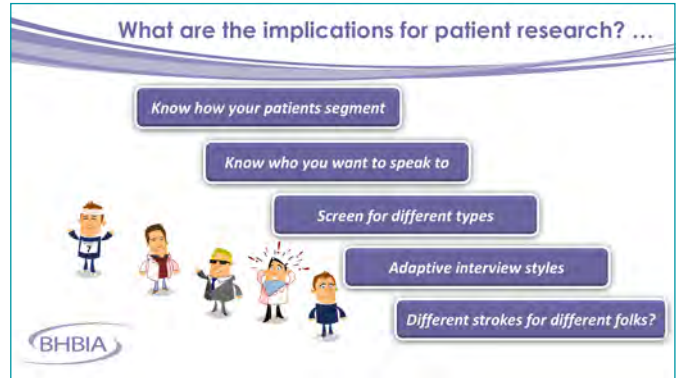 What are the implications for patient research? ...
Know how your patients segment
Know who you want to speak to
Screen for different types
7
Adaptive interview styles
Different strokes for different folks?
BHBIA